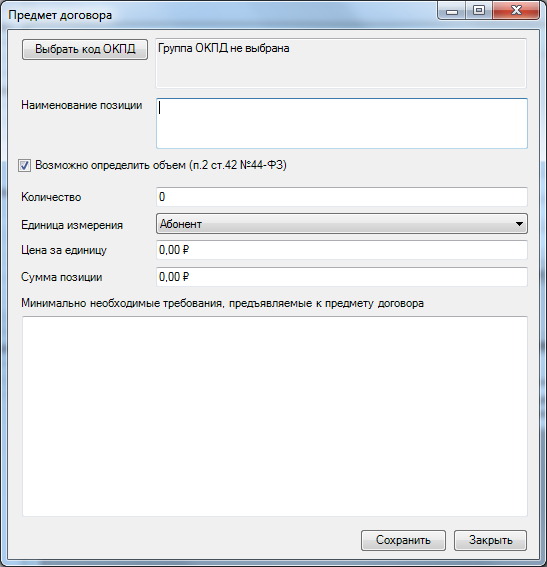 Предмет договора
Выбрать код ОКПД
Группа ОКПД не выбрана
Наименование позиции
Возможно определить объем (п.2 ст.42 №44-ФЗ)
Количество
0
Единица измерения
Абонент
Цена за единицу
0,00 ₽
Сумма позиции
0,00 ₽
Минимально необходимые требования, предъявляемые к предмету договора
Сохранить
Закрыть